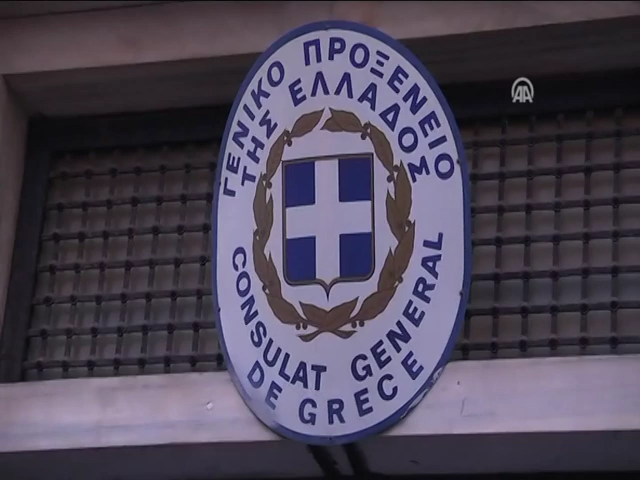 ΓΕΝΙΚΟ ΠΡΟΞΕΝΕΙΟ
ΤΗΣ ΕΛΛΑΔΟΣ
CONSULAT GENERAL
DE GRECE
AA